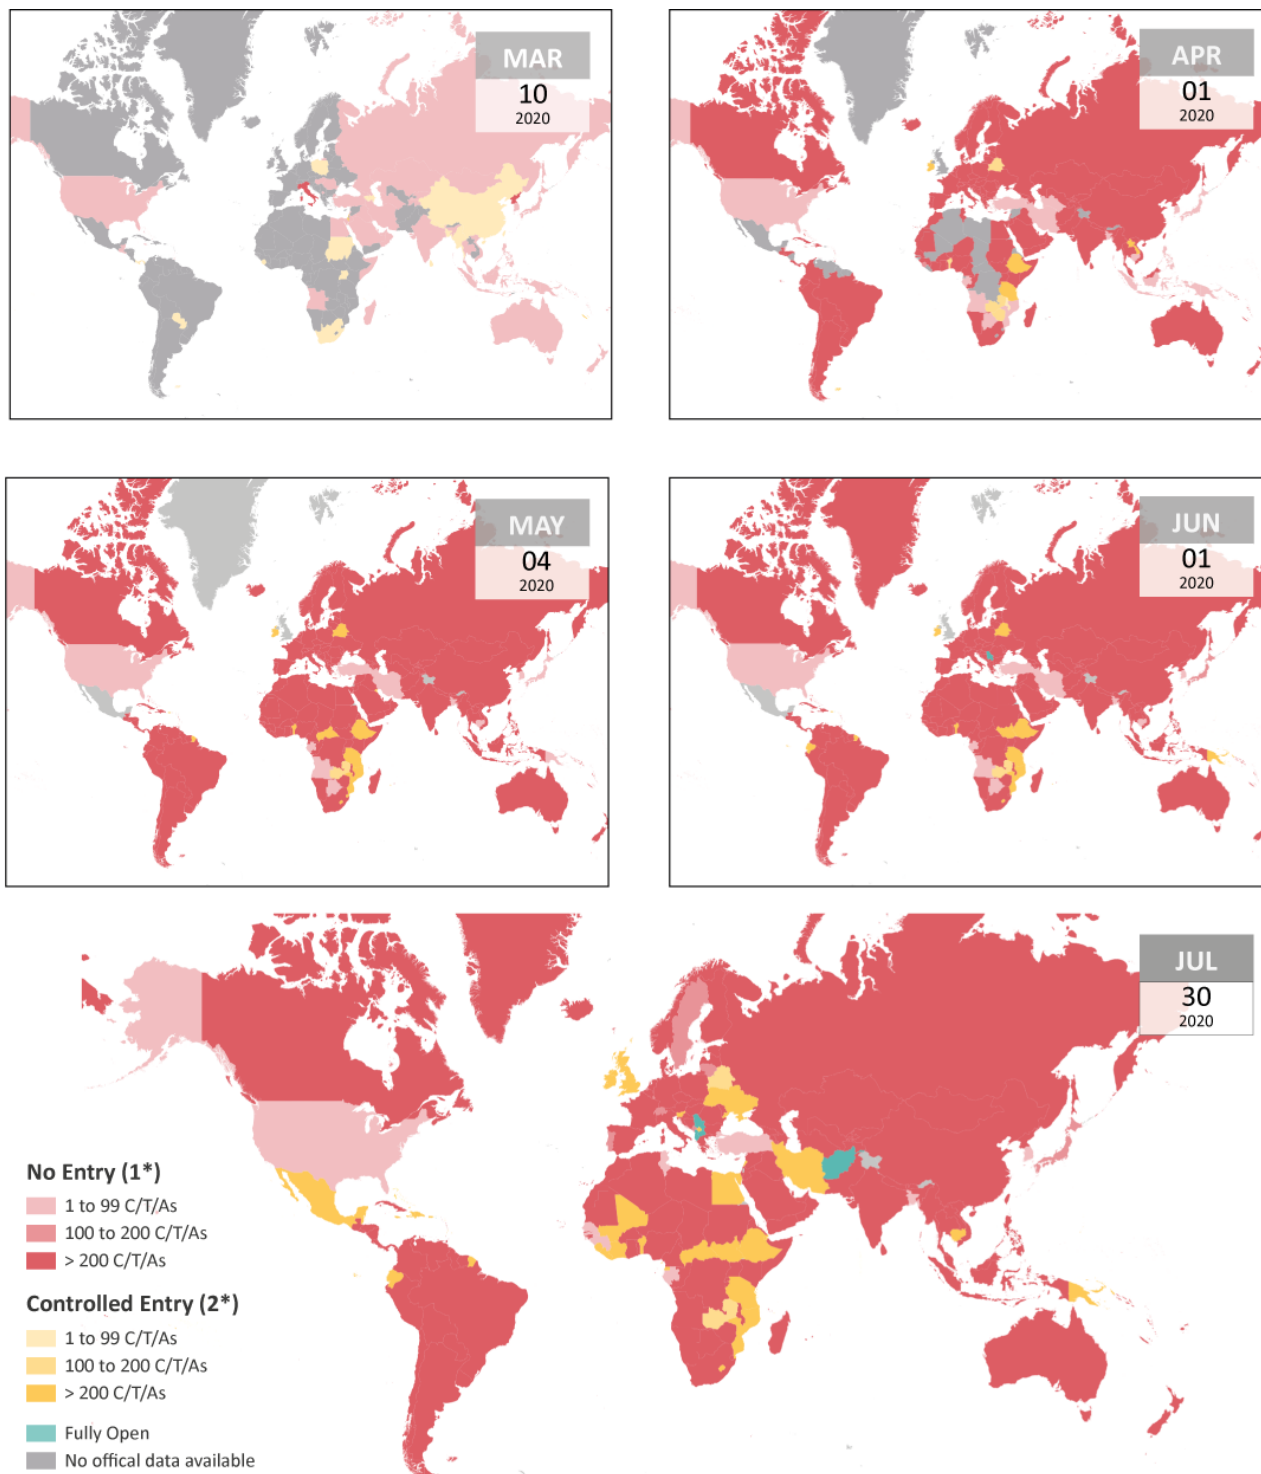 MAR
10
2020
APR
01
2020
MAY
04
2020
JUN
01
2020
JUL
30
2020
No Entry (1*)
1 to 99 C/T/As
100 to 200 C/T/As
> 200 C/T/As
Controlled Entry (2*)
1 to 99 C/T/As
100 to 200 C/T/As
> 200 C/T/As
Fully Open
No offical data available